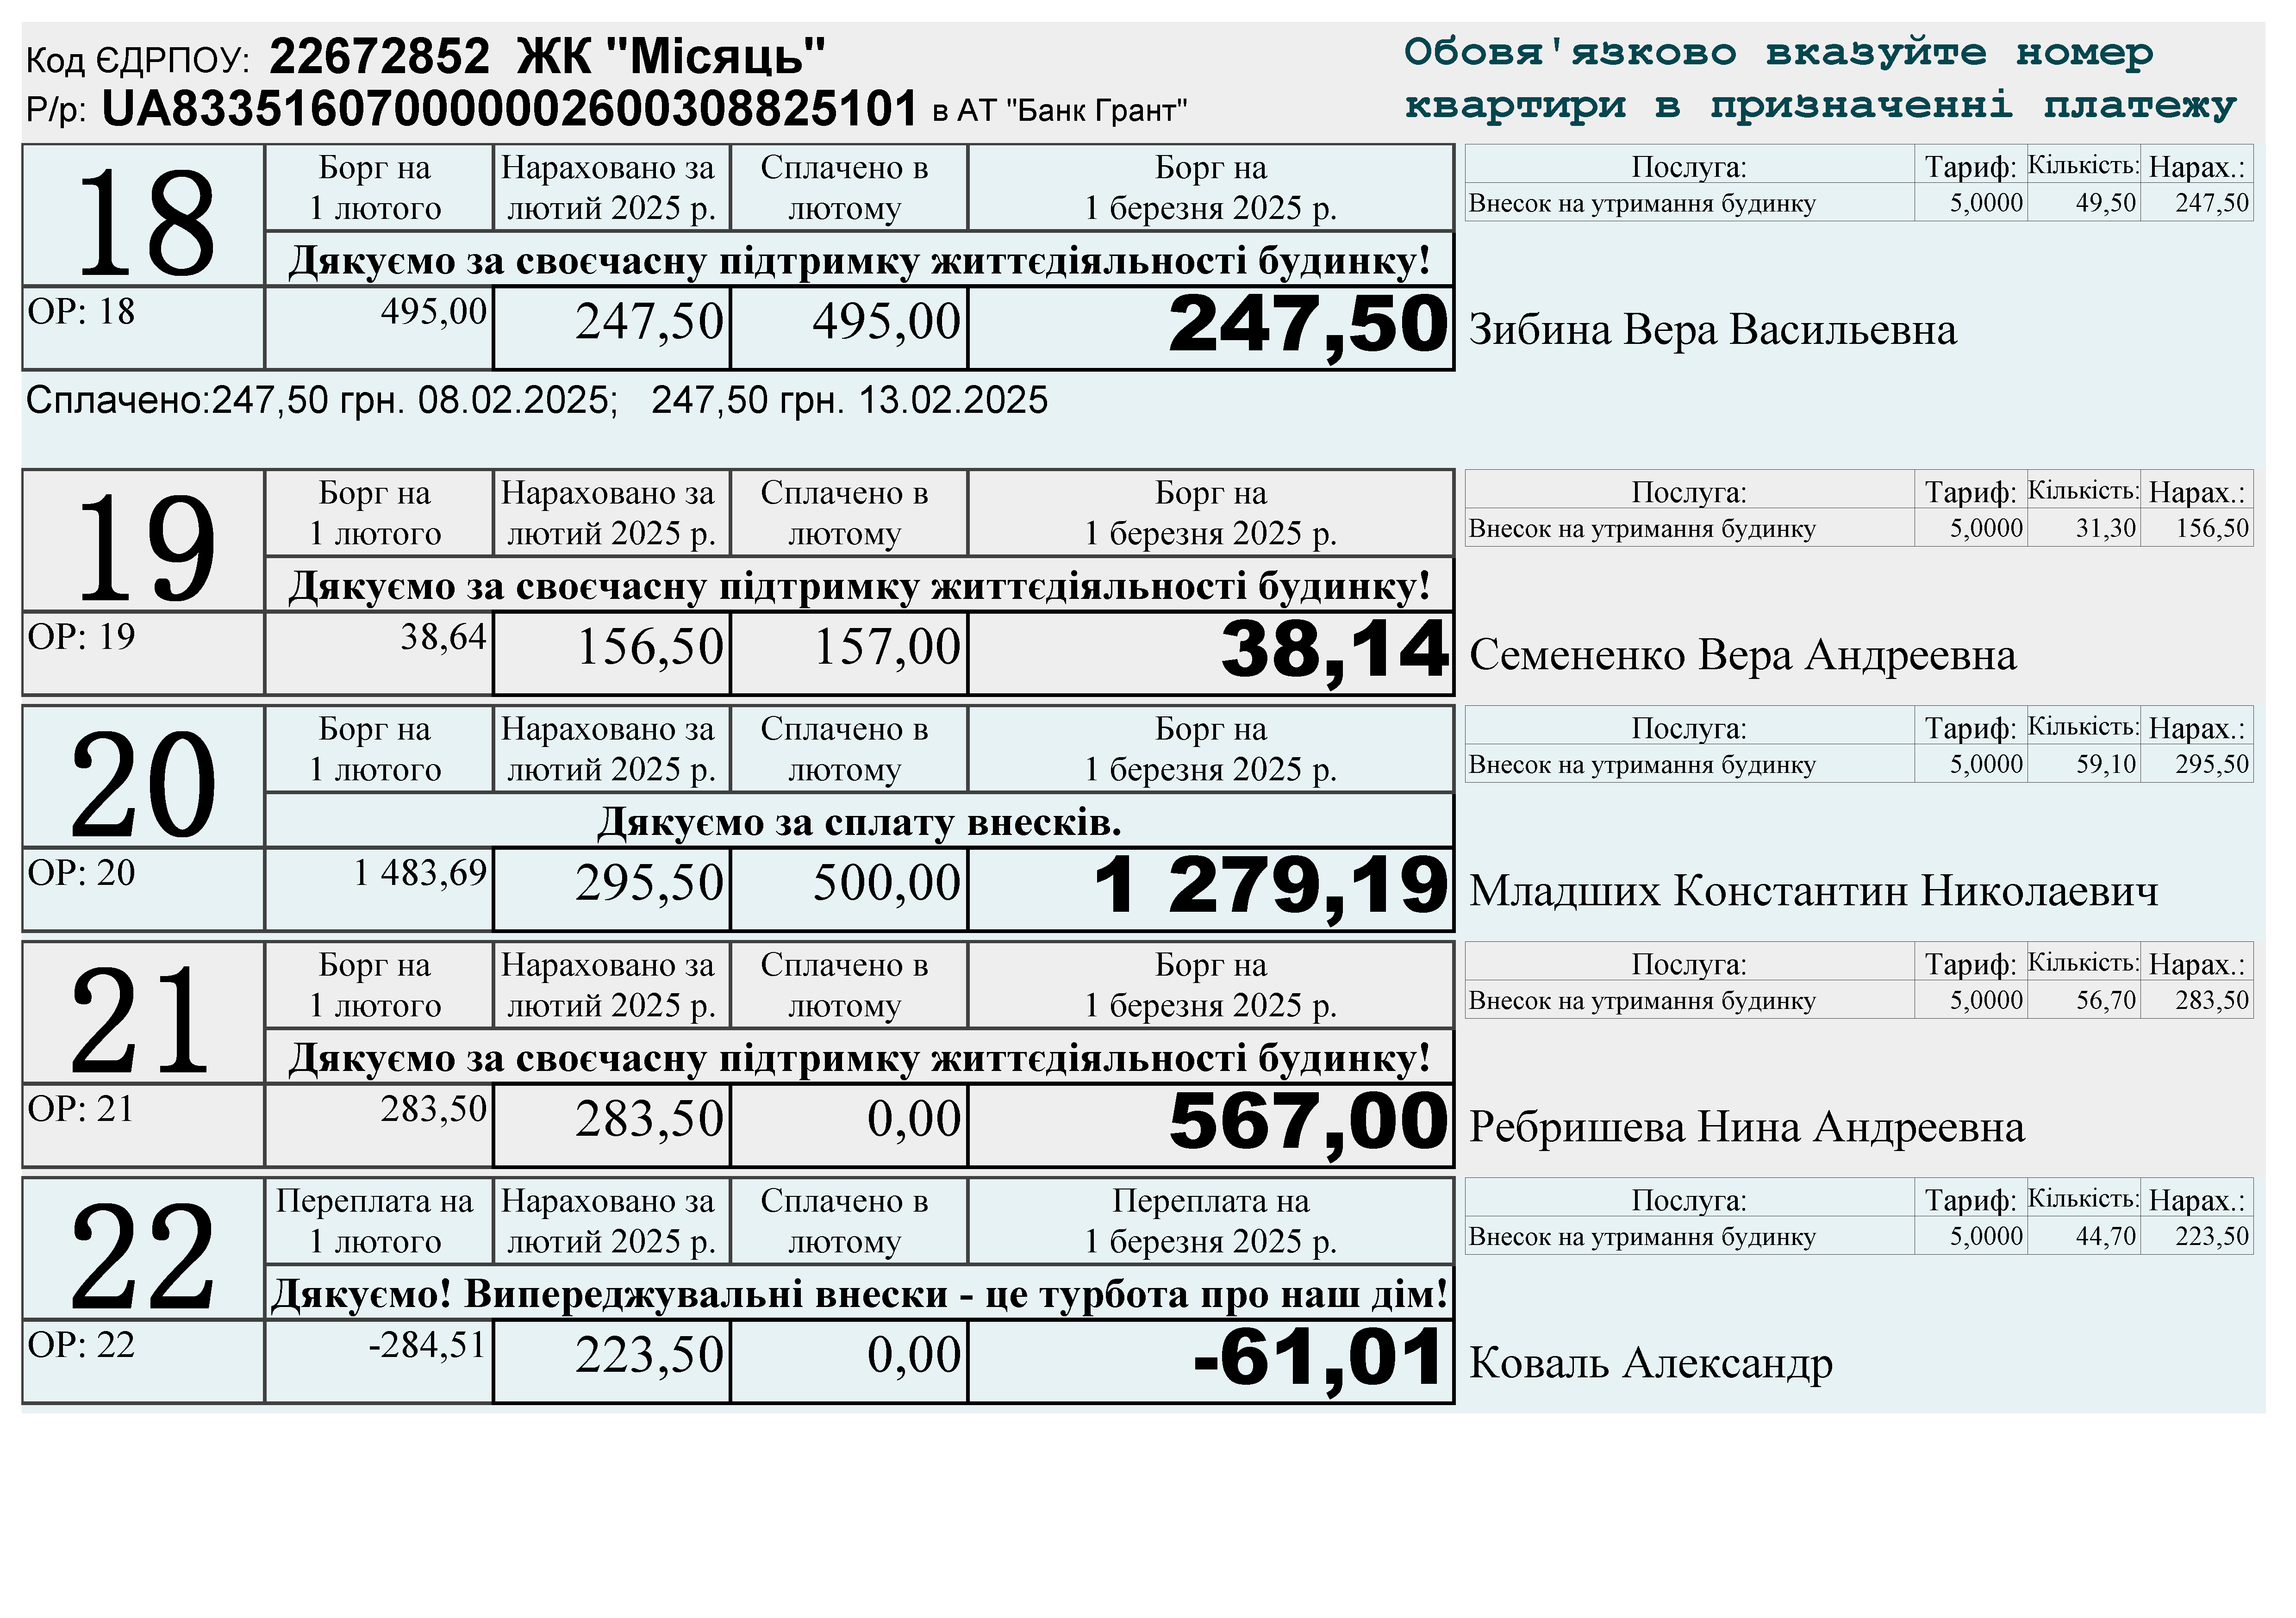 Код ЄДРПОУ: 22672852 ЖК "Місяць"
Р/р: UA833516070000002600308825101 в АТ "Банк Грант"
Обовя'язково вказуйте номер
квартири в призначенні платежу
18
Борг на
1 лютого
Нараховано за
лютий 2025 р.
Сплачено в
лютому
Борг на
1 березня 2025 р.
Дякуємо за своєчасну підтримку життєдіяльності будинку!
ОР: 18 495,00 247,50 495,00 247,50
Послуга: Тариф: Кількість: Нарах.:
Внесок на утримання будинку 5,0000 49,50 247,50
Зибина Вера Васильевна
Сплачено:247,50 грн. 08.02.2025; 247,50 грн. 13.02.2025
19
Борг на
1 лютого
Нараховано за
лютий 2025 р.
Сплачено в
лютому
Борг на
1 березня 2025 р.
Дякуємо за своєчасну підтримку життєдіяльності будинку!
ОР: 19 38,64 156,50 157,00 38,14
Послуга: Тариф: Кількість: Нарах.:
Внесок на утримання будинку 5,0000 31,30 156,50
Семененко Вера Андреевна
20
Борг на
1 лютого
Нараховано за
лютий 2025 р.
Сплачено в
лютому
Борг на
1 березня 2025 р.
Дякуємо за сплату внесків.
ОР: 20 1 483,69 295,50 500,00 1 279,19
Послуга: Тариф: Кількість: Нарах.:
Внесок на утримання будинку 5,0000 59,10 295,50
Младших Константин Николаевич
21
Борг на
1 лютого
Нараховано за
лютий 2025 р.
Сплачено в
лютому
Борг на
1 березня 2025 р.
Дякуємо за своєчасну підтримку життєдіяльності будинку!
ОР: 21 283,50 283,50 0,00 567,00
Послуга: Тариф: Кількість: Нарах.:
Внесок на утримання будинку 5,0000 56,70 283,50
Ребришева Нина Андреевна
22
Переплата на
1 лютого
Нараховано за
лютий 2025 р.
Сплачено в
лютому
Переплата на
1 березня 2025 р.
Дякуємо! Випереджувальні внески - це турбота про наш дім!
ОР: 22 -284,51 223,50 0,00 -61,01
Послуга: Тариф: Кількість: Нарах.:
Внесок на утримання будинку 5,0000 44,70 223,50
Коваль Александр